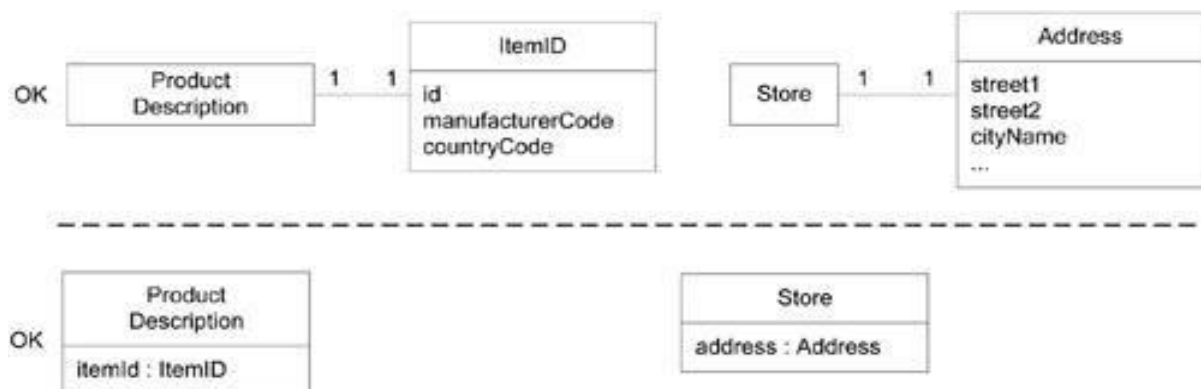 OK
Product
Description
1 1
ItemID
id
manufacturerCode
countryCode
Store
1 1
Address
street1
street2
cityName
...
OK
Product
Description
itemId : ItemID
Store
address : Address